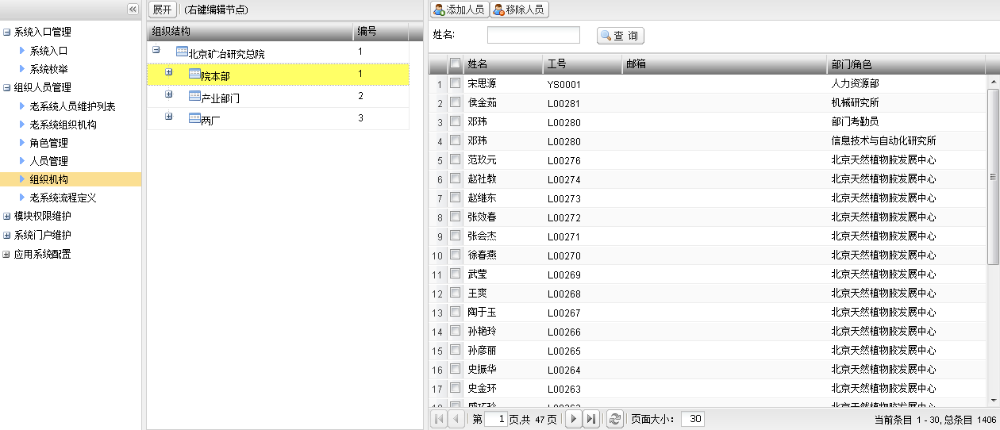 系统入口管理
系统入口
系统枚举
组织人员管理
老系统人员维护列表
老系统组织机构
角色管理
人员管理
组织机构
老系统流程定义
模块权限维护
系统门户维护
应用系统配置
展开 (右键编辑节点)
组织结构 编号
北京矿冶研究总院 1
院本部 1
产业部门 2
两厂 3
添加人员 移除人员
姓名: 查 询
姓名 工号 邮箱 部门/角色
1 宋思源 YS0001 人力资源部
2 侯金茹 L00281 机械研究所
3 邓玮 L00280 部门考勤员
4 邓玮 L00280 信息技术与自动化研究所
5 范玖元 L00276 北京天然植物胶发展中心
6 赵社教 L00274 北京天然植物胶发展中心
7 赵继东 L00273 北京天然植物胶发展中心
8 张效春 L00272 北京天然植物胶发展中心
9 张会杰 L00271 北京天然植物胶发展中心
10 徐春燕 L00270 北京天然植物胶发展中心
11 武莹 L00269 北京天然植物胶发展中心
12 王爽 L00268 北京天然植物胶发展中心
13 陶于玉 L00267 北京天然植物胶发展中心
14 孙艳玲 L00266 北京天然植物胶发展中心
15 孙彦丽 L00265 北京天然植物胶发展中心
16 史振华 L00264 北京天然植物胶发展中心
17 史金环 L00263 北京天然植物胶发展中心
第 1 页,共 47 页 页面大小: 30 当前条目 1 - 30, 总条目 1406